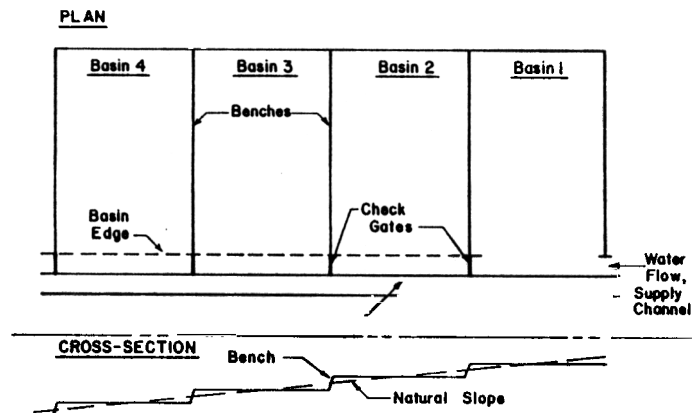 PLAN
Basin 4
Basin 3
Basin 2
Basin 1
Benches
Basin
Edge
Check
Gates
Water
Flow,
Supply
Channel
CROSS-SECTION
Bench
Natural Slope